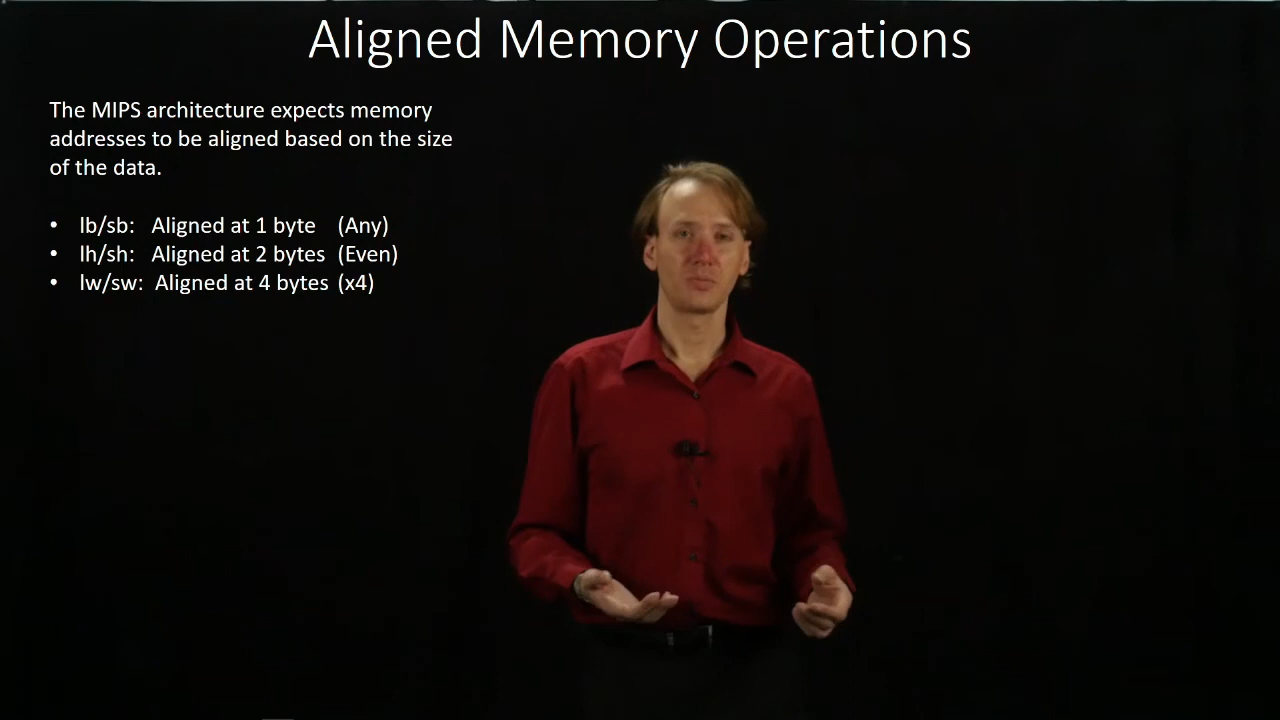 Aligned Memory Operations
The MIPS architecture expects memory
addresses to be aligned based on the size
of the data.
• lb/sb: Aligned at 1 byte (Any)
• lh/sh: Aligned at 2 bytes (Even)
• lw/sw: Aligned at 4 bytes (x4)